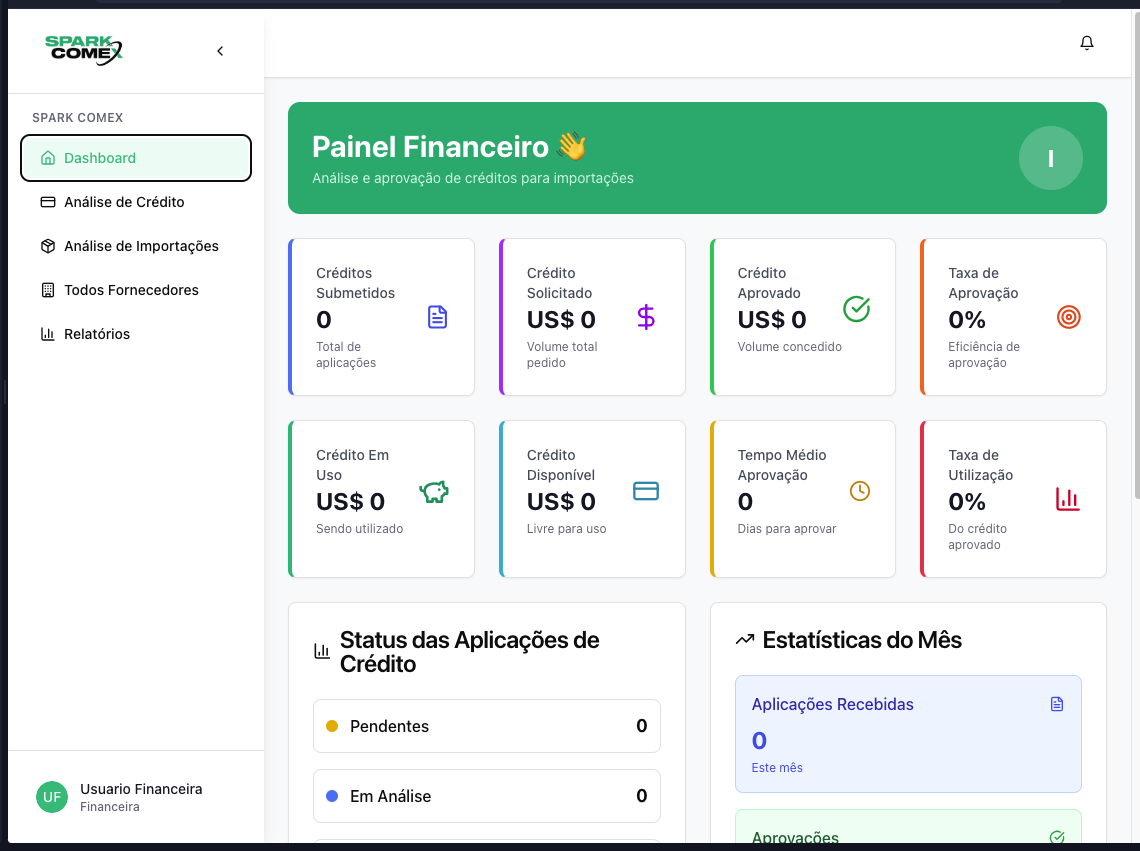 SPARK
COMEX
SPARK COMEX
Dashboard
Análise de Crédito
Análise de Importações
Todos Fornecedores
Relatórios
UF
Usuario Financeira
Financeira
Painel Financeiro 👋
Análise e aprovação de créditos para importações
I
Créditos
Submetidos
0
Total de
aplicações
Crédito
Solicitado
US$ 0
Volume total
pedido
Crédito
Aprovado
US$ 0
Volume concedido
Taxa de
Aprovação
0%
Eficiência de
aprovação
Crédito Em
Uso
US$ 0
Sendo utilizado
Crédito
Disponível
US$ 0
Livre para uso
Tempo Médio
Aprovação
0
Dias para aprovar
Taxa de
Utilização
0%
Do crédito
aprovado
Status das Aplicações de
Crédito
Pendentes 0
Em Análise 0
Estatísticas do Mês
Aplicações Recebidas
0
Este mês
Aprovações